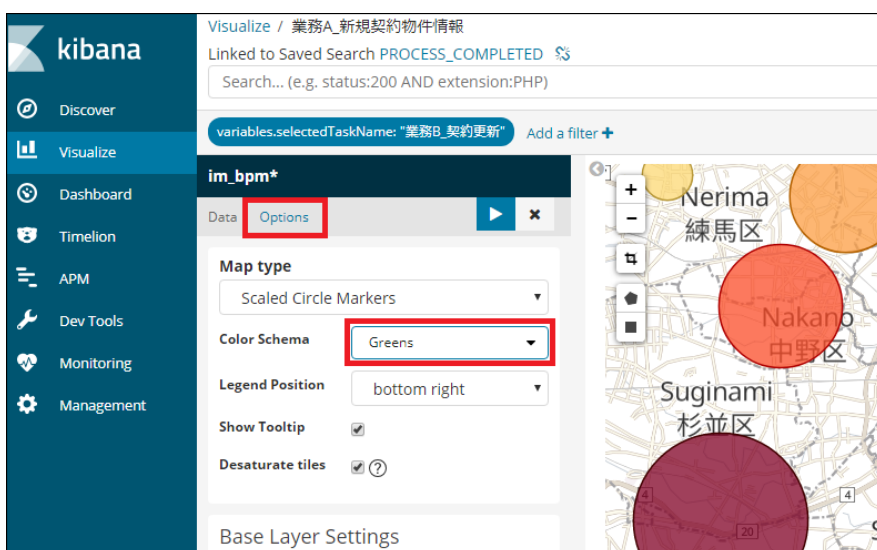 kibana
Discover
Visualize
Dashboard
Timelion
APM
Dev Tools
Monitoring
Management
Visualize / 業務A_新規契約物件情報
Linked to Saved Search PROCESS_COMPLETED
Search... (e.g. status:200 AND extension:PHP)
variables.selectedTaskName: "業務B_契約更新" Add a filter +
im_bpm*
Data Options
Map type
Scaled Circle Markers
Color Schema Greens
Legend Position bottom right
Show Tooltip
Desaturate tiles ?
Base Layer Settings
+
−
Nerima
練馬区
Nakano
中野区
Suginami
杉並区
4
4
20